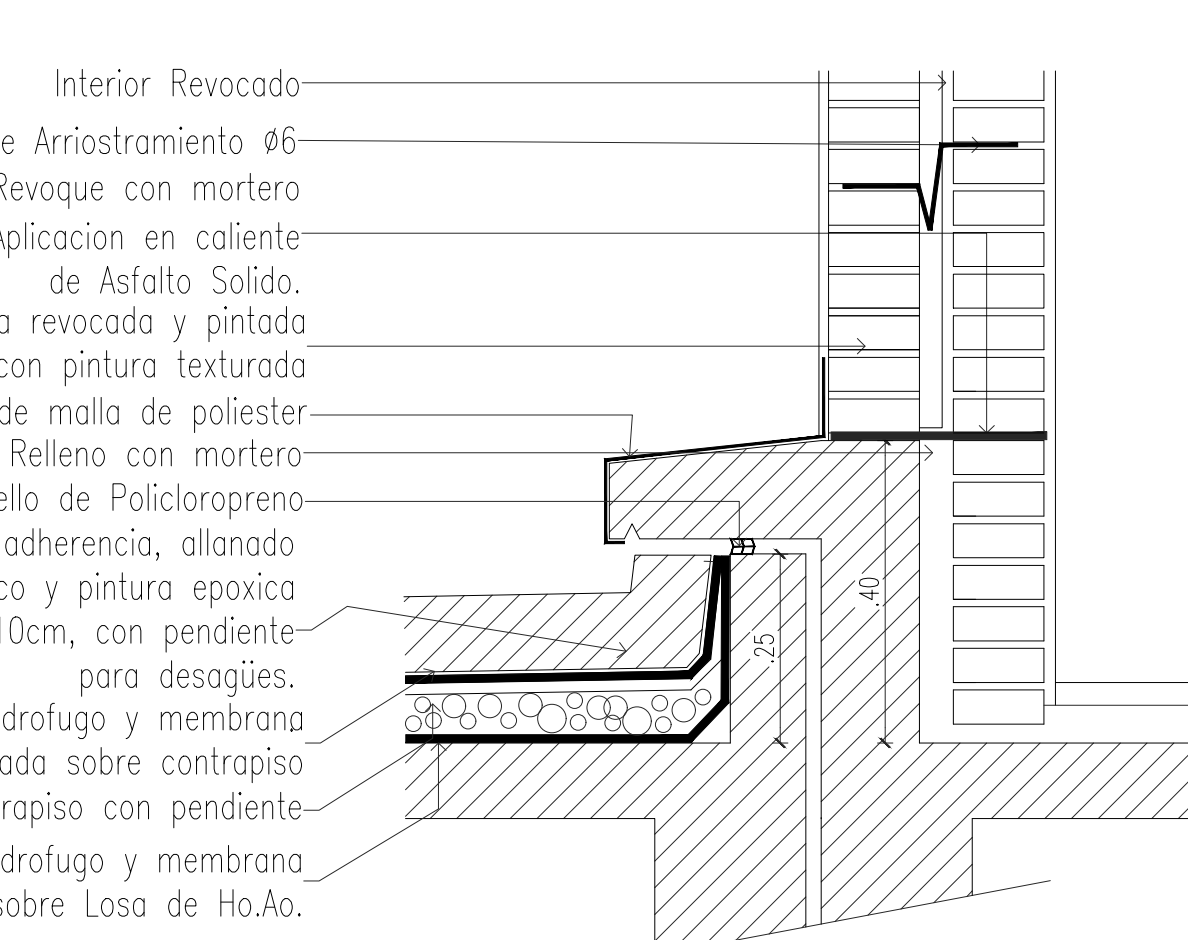 Interior Revocado
e Arriostramiento ø6
Revoque con mortero
Aplicacion en caliente
de Asfalto Solido.
a revocada y pintada
con pintura texturada
de malla de poliester
Relleno con mortero
ello de Policloropreno
adherencia, allanado
co y pintura epoxica
10cm, con pendiente
para desagües.
drofugo y membrana
ada sobre contrapiso
rapiso con pendiente
drofugo y membrana
sobre Losa de Ho.Ao.
.40
.25